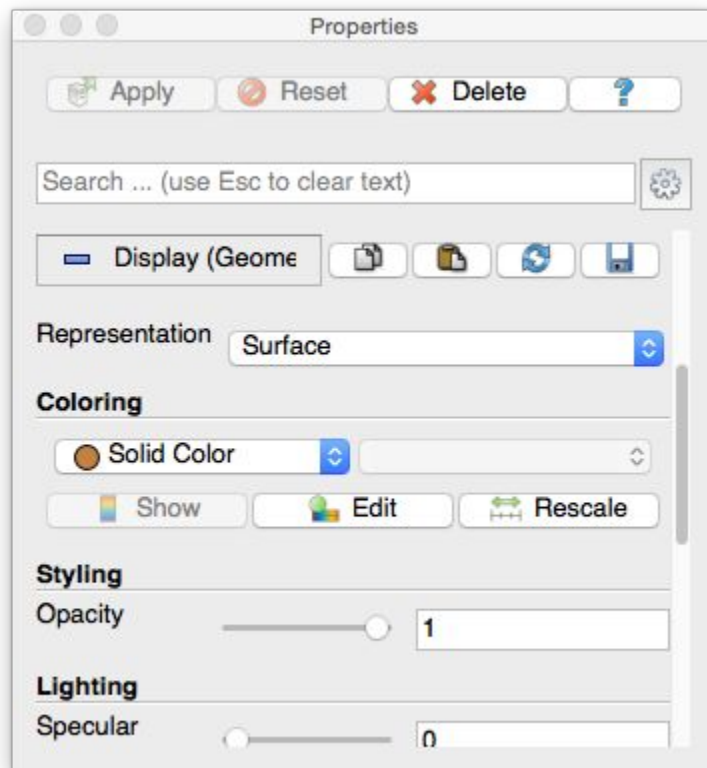 Properties
Apply Reset Delete ?
Search ... (use Esc to clear text)
Display (Geome
Representation Surface
Coloring
Solid Color
Show Edit Rescale
Styling
Opacity 1
Lighting
Specular 0